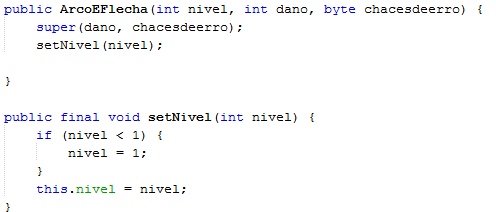 public ArcoEFlecha(int nivel, int dano, byte chacesdeerro) {
    super(dano, chacesdeerro);
    setNivel(nivel);

}

public final void setNivel(int nivel) {
    if (nivel < 1) {
        nivel = 1;
    }
    this.nivel = nivel;
}